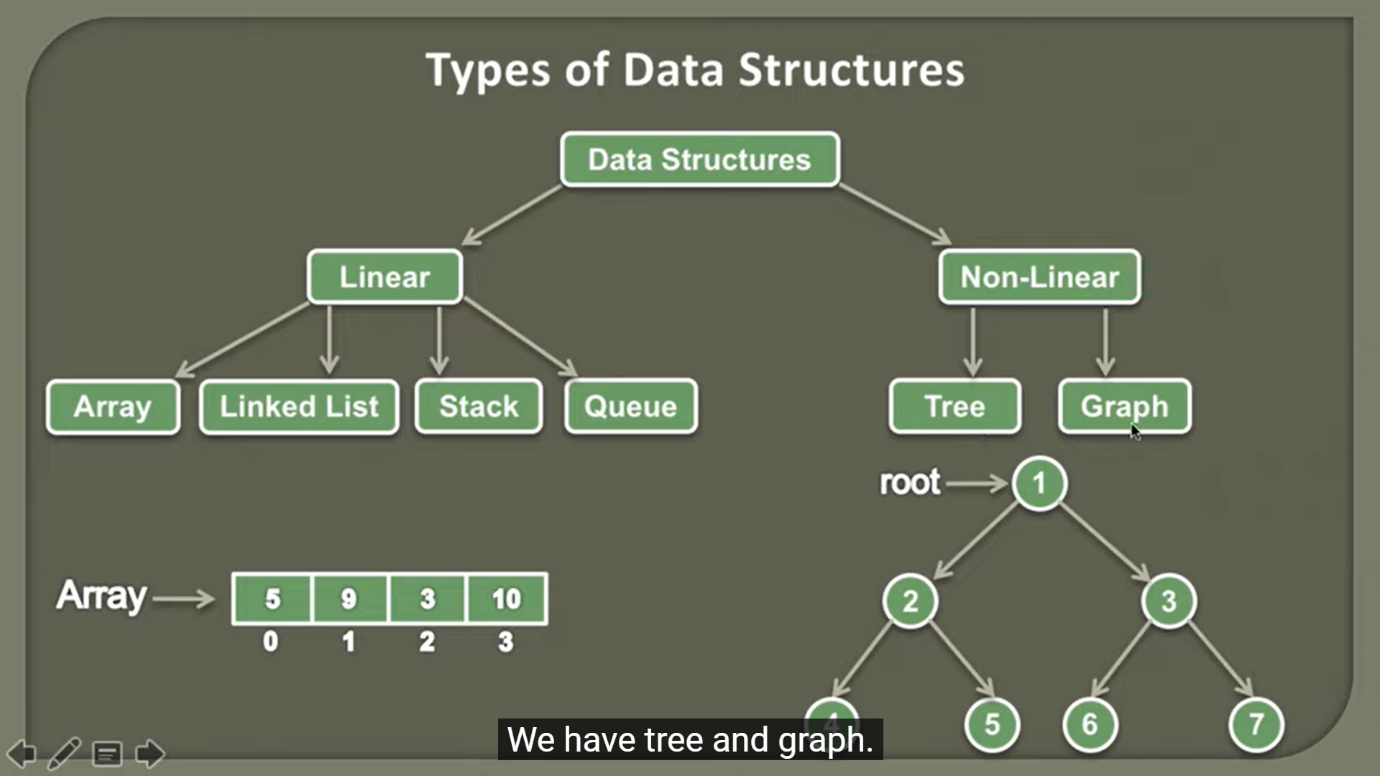 Types of Data Structures
Data Structures
Linear
Non-Linear
Array
Linked List
Stack
Queue
Tree
Graph
root
1
2
3
Array
5 9 3 10
0 1 2 3
4
5
6
7
We have tree and graph.